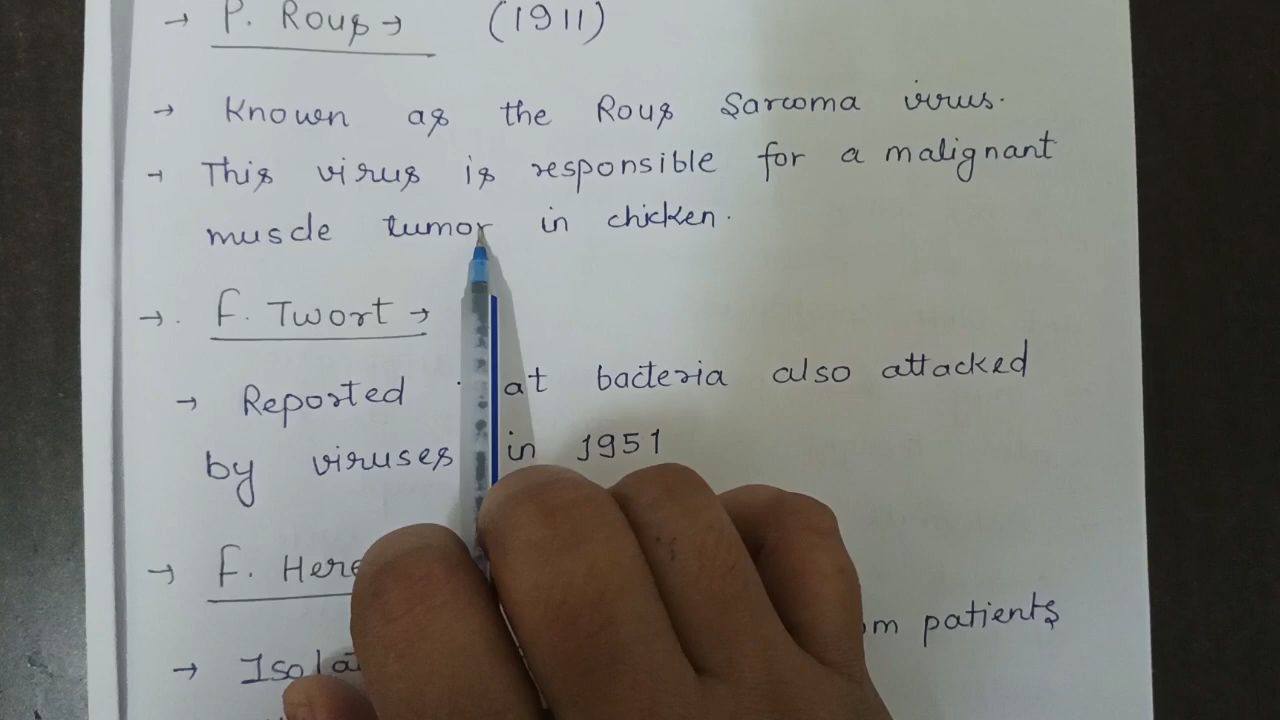 → P. Rous → (1911)
→ Known as the Rous Sarcoma virus.
→ This virus is responsible for a malignant
muscle tumor in chicken.
→. F. Twort →
→ Reported at bacteria also attacked
by viruses in 1951
→ F. Here
→ Isola om patients